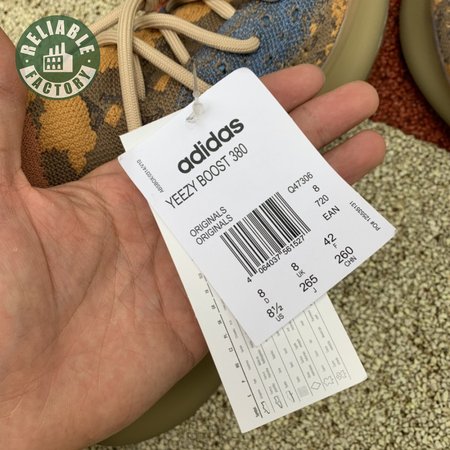 RELIABLE
FACTORY
adidas
YEEZY BOOST 380
ORIGINALS
ORIGINALS
Q47306
8
720
EAN
4 064037 561527
8
D
8
UK
42
F
8½
US
265
J
260
CHN